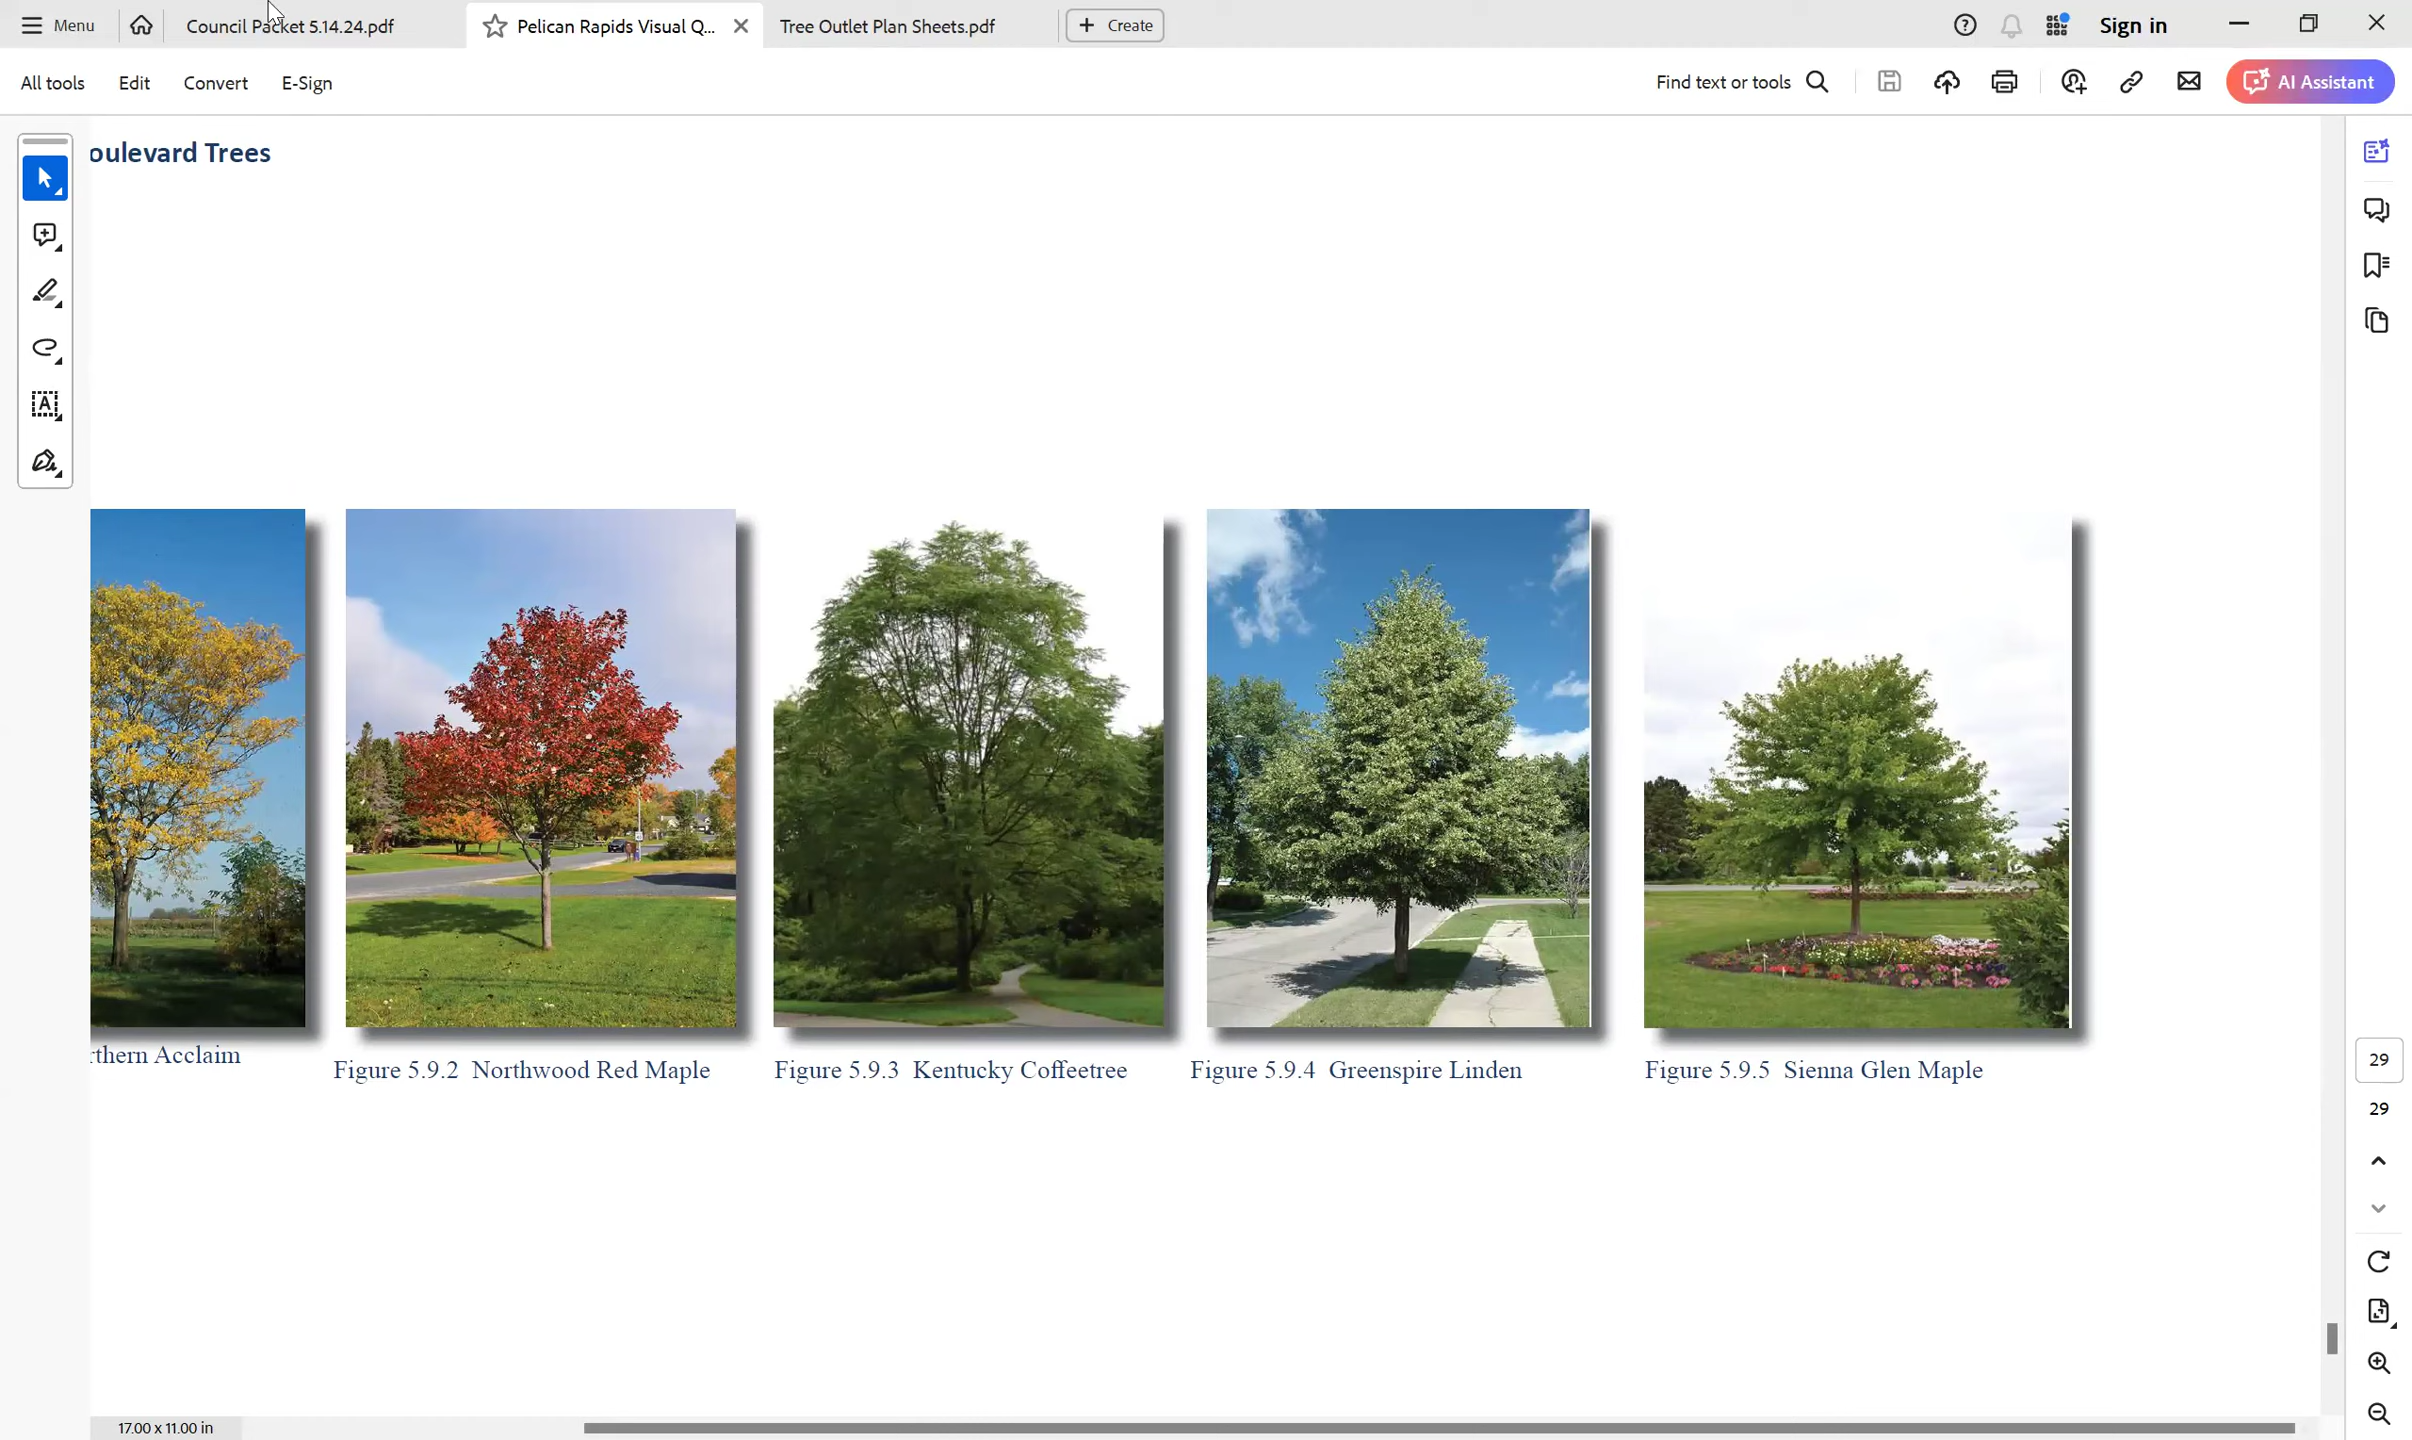 Menu
Council Packet 5.14.24.pdf
Pelican Rapids Visual Q...
Tree Outlet Plan Sheets.pdf
+ Create
Sign in
All tools
Edit
Convert
E-Sign
Find text or tools
AI Assistant
oulevard Trees
rthern Acclaim
Figure 5.9.2 Northwood Red Maple
Figure 5.9.3 Kentucky Coffeetree
Figure 5.9.4 Greenspire Linden
Figure 5.9.5 Sienna Glen Maple
29
29
17.00 x 11.00 in